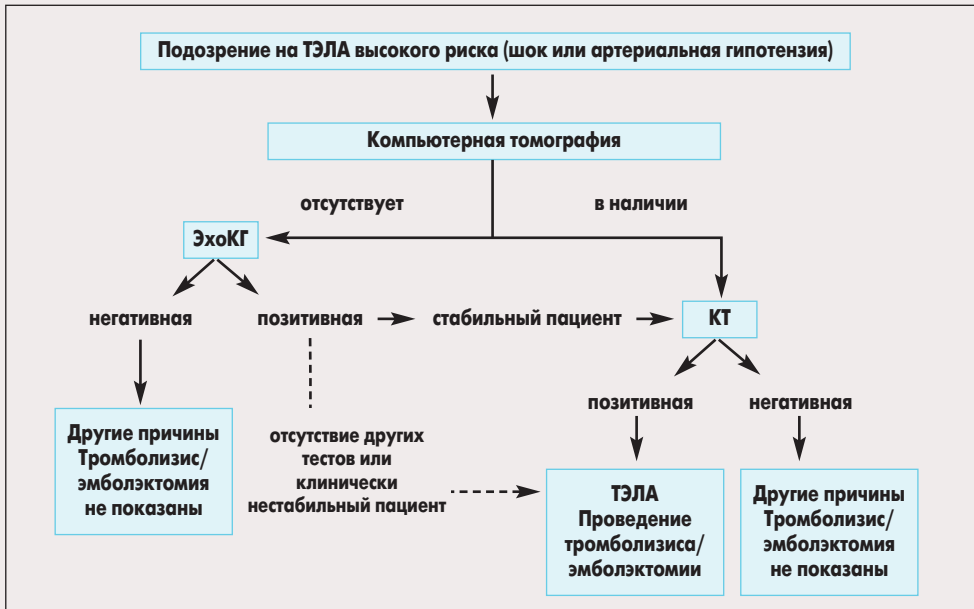 Подозрение на ТЭЛА высокого риска (шок или артериальная гипотензия)
Компьютерная томография
отсутствует
в наличии
ЭхоКГ
негативная
позитивная
стабильный пациент
КТ
позитивная
негативная
Другие причины
Тромболизис/
эмболэктомия
не показаны
отсутствие других
тестов или
клинически
нестабильный пациент
ТЭЛА
Проведение
тромболизиса/
эмболэктомии
Другие причины
Тромболизис/
эмболэктомия
не показаны